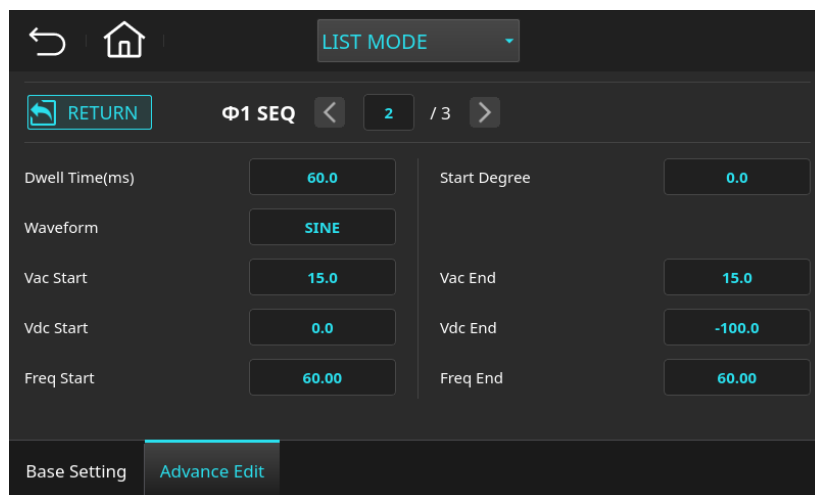 LIST MODE
RETURN Φ1 SEQ 2 / 3
Dwell Time(ms) 60.0 Start Degree 0.0
Waveform SINE
Vac Start 15.0 Vac End 15.0
Vdc Start 0.0 Vdc End -100.0
Freq Start 60.00 Freq End 60.00
Base Setting Advance Edit